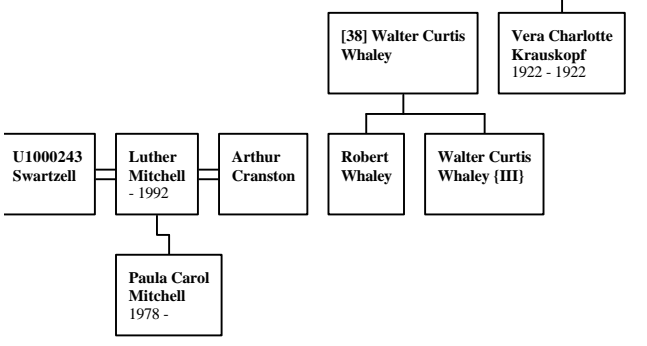 [38] Walter Curtis
Whaley
Vera Charlotte
Krauskopf
1922 - 1922
U1000243
Swartzell
Luther
Mitchell
- 1992
Arthur
Cranston
Robert
Whaley
Walter Curtis
Whaley {III}
Paula Carol
Mitchell
1978 -